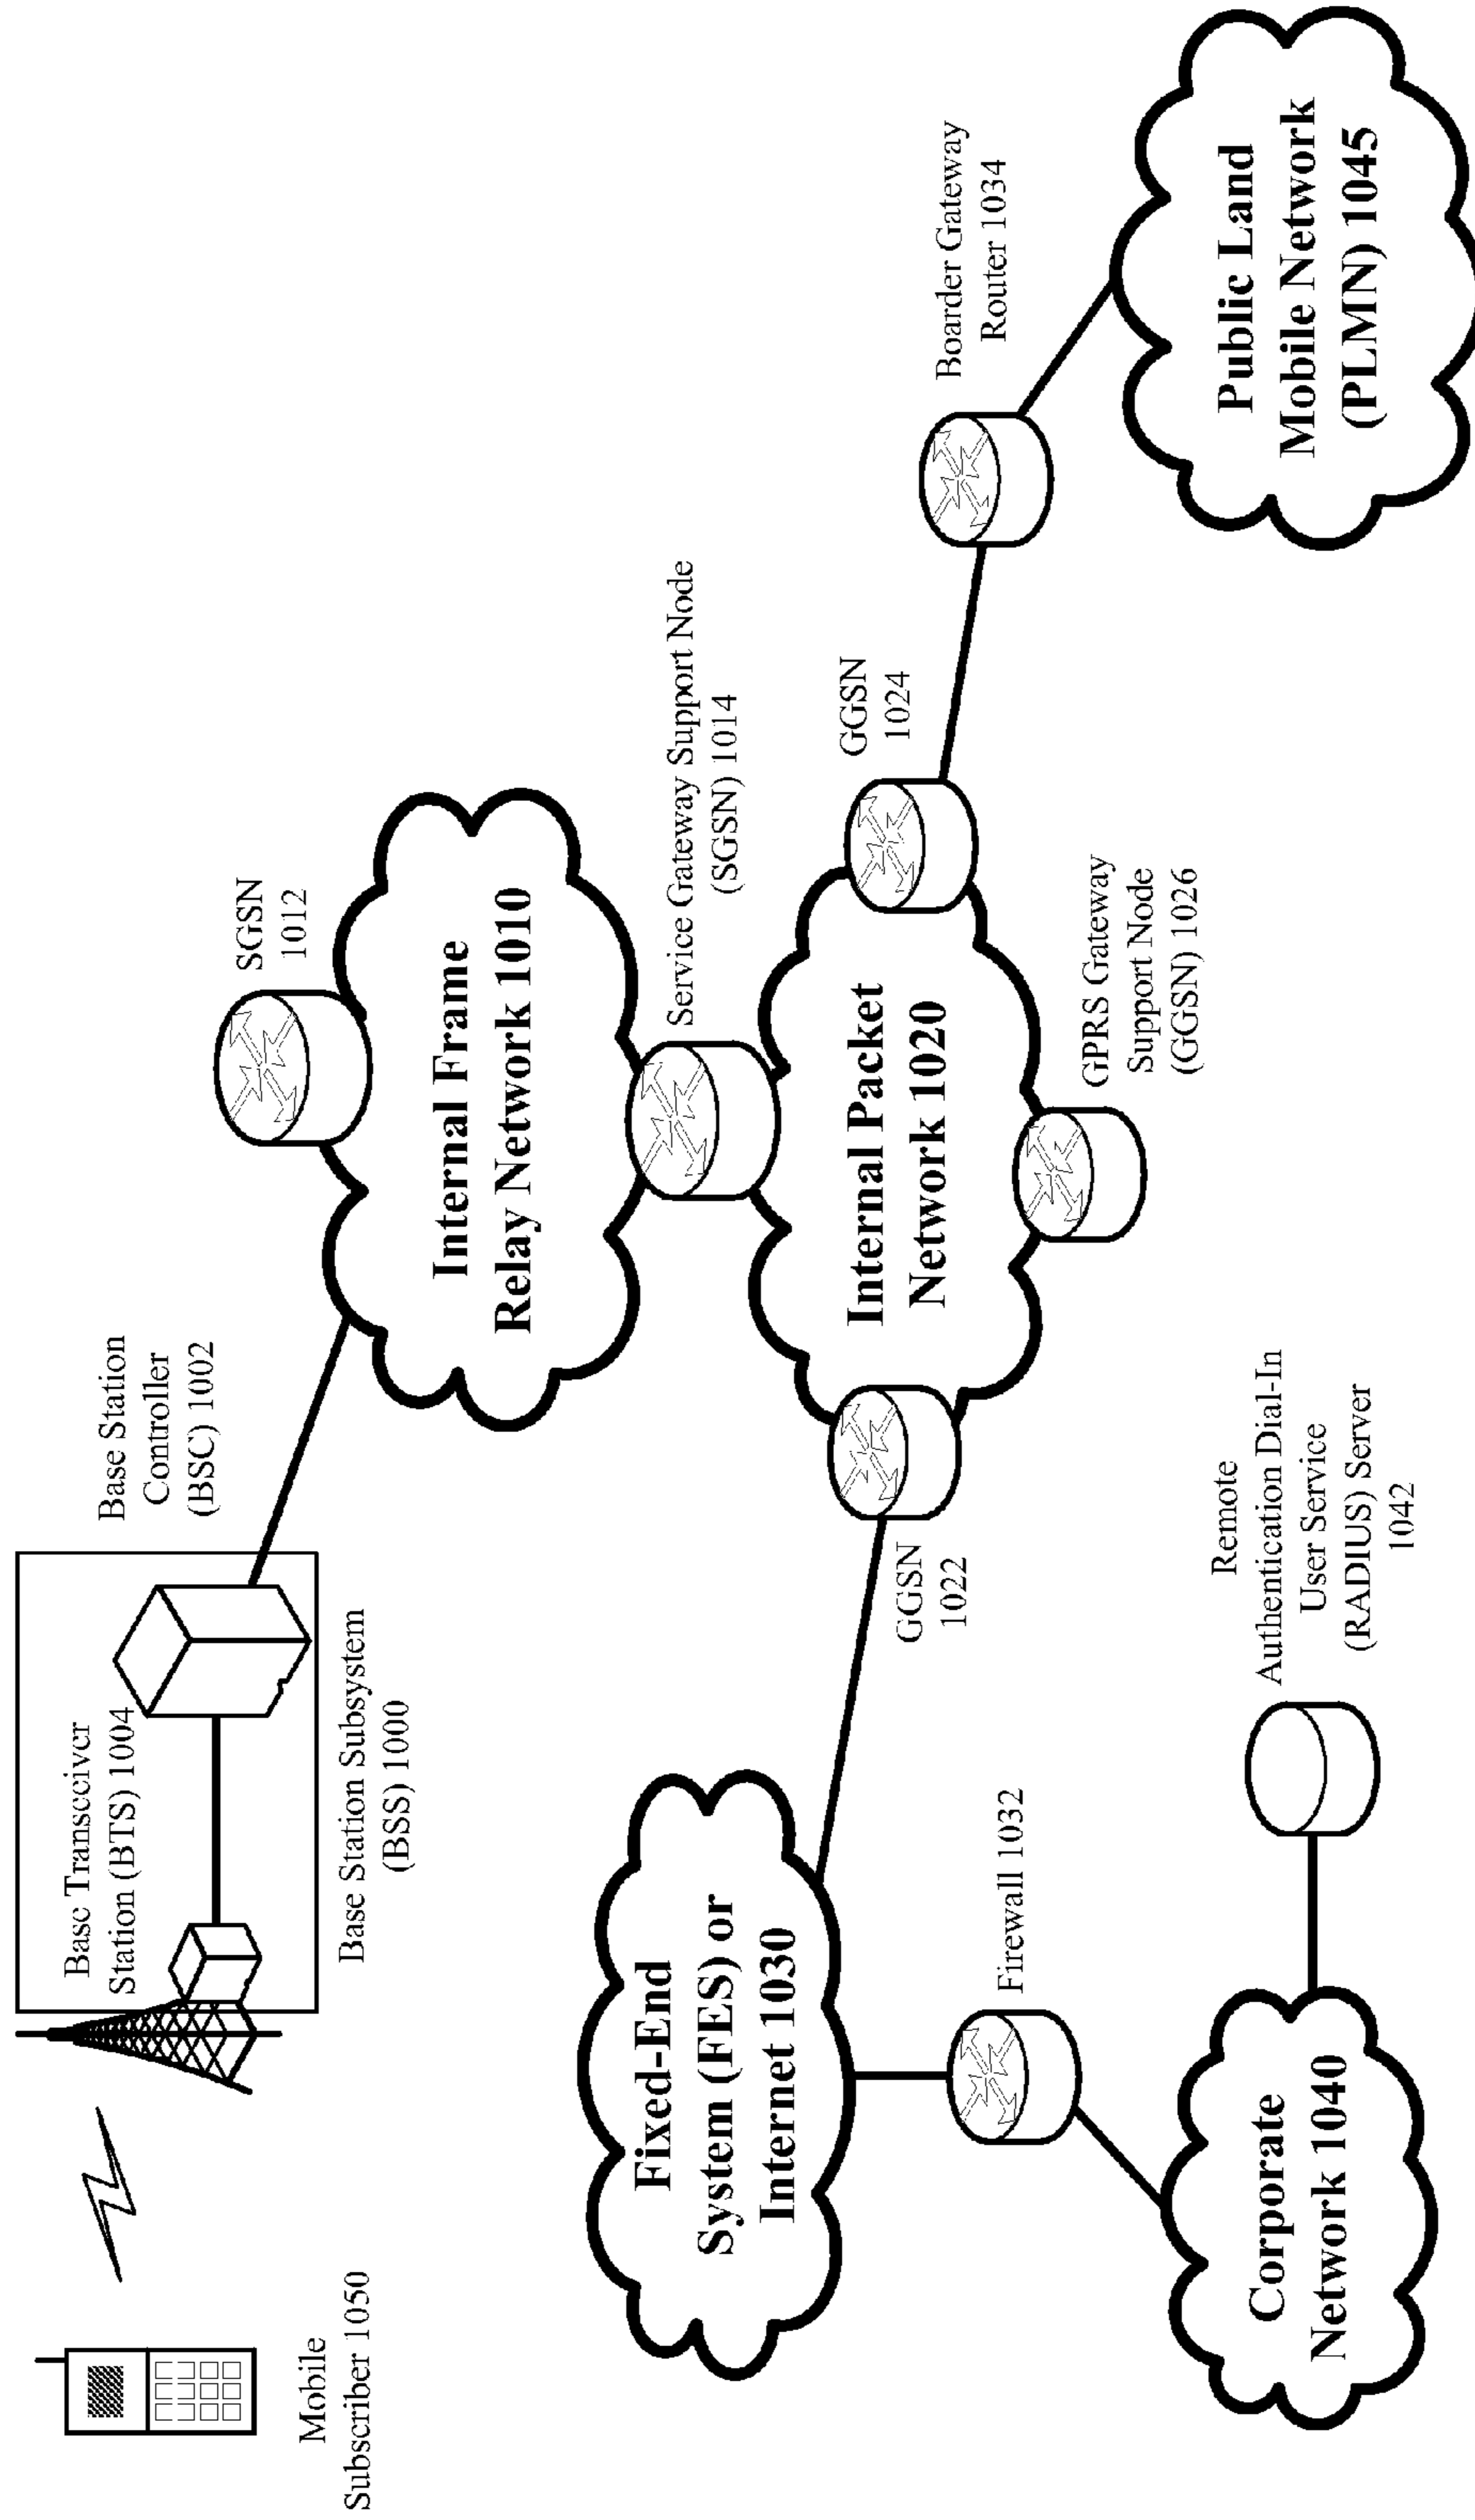 Mobile
Subscriber 1050
Base Transciver
Station (BTS) 1004
Base Station Subsystem
(BSS) 1000
Base Station
Controller
(BSC) 1002
SGSN
1012
Internal Frame
Relay Network 1010
Service Gateway Support Node
(SGSN) 1014
Internal Packet
Network 1020
GGSN
1022
GGSN
1024
GPRS Gateway
Support Node
(GGSN) 1026
Boarder Gateway
Router 1034
Public Land
Mobile Network
(PLMN) 1045
Fixed-End
System (FES) or
Internet 1030
Firewall 1032
Corporate
Network 1040
Remote
Authentication Dial-In
User Service
(RADIUS) Server
1042